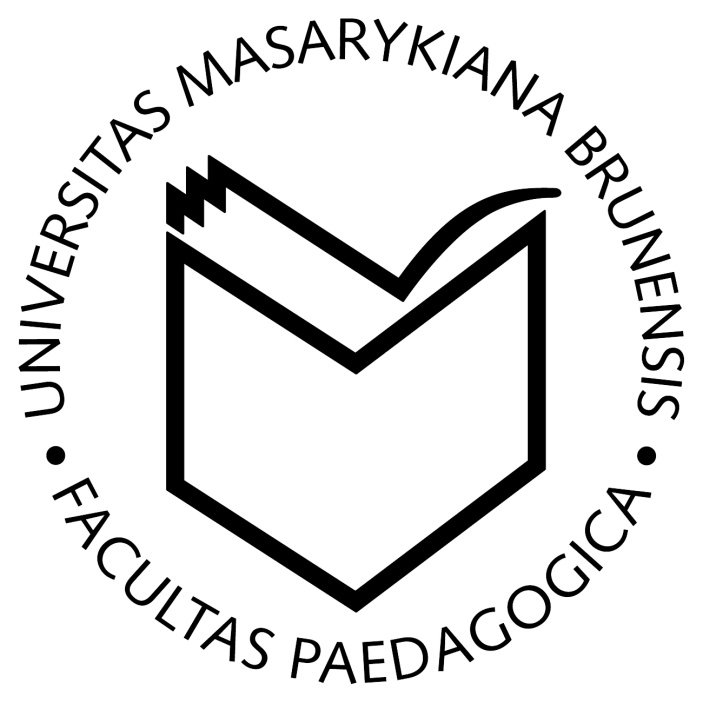 UNIVERSITAS MASARYKIANA BRUNENSIS
• FACULTAS PAEDAGOGICA •